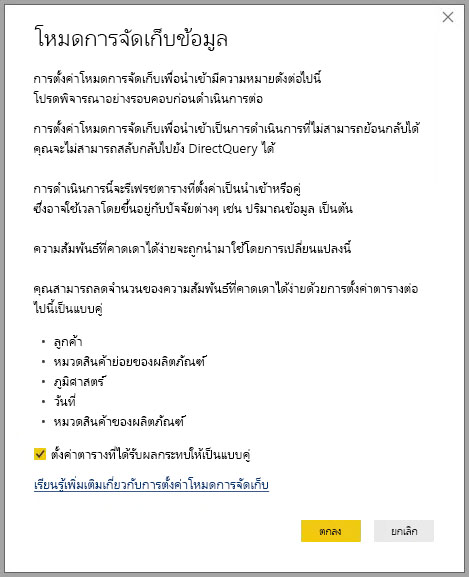 โหมดการจัดเก็บข้อมูล
การตั้งค่าโหมดการจัดเก็บเพื่อนำเข้ามีความหมายดังต่อไปนี้
โปรดพิจารณาอย่างรอบคอบก่อนดำเนินการต่อ
การตั้งค่าโหมดการจัดเก็บเพื่อนำเข้าเป็นการดำเนินการที่ไม่สามารถย้อนกลับได้
คุณจะไม่สามารถสลับกลับไปยัง DirectQuery ได้
การดำเนินการนี้จะรีเฟรชตารางที่ตั้งค่าเป็นนำเข้าหรือคู่
ซึ่งอาจใช้เวลาโดยขึ้นอยู่กับปัจจัยต่างๆ เช่น ปริมาณข้อมูล เป็นต้น
ความสัมพันธ์ที่คาดเดาได้ง่ายจะถูกนำมาใช้โดยการเปลี่ยนแปลงนี้
คุณสามารถลดจำนวนของความสัมพันธ์ที่คาดเดาได้ง่ายด้วยการตั้งค่าตารางต่อ
ไปนี้เป็นแบบคู่
• ลูกค้า
• หมวดสินค้าย่อยของผลิตภัณฑ์
• ภูมิศาสตร์
• วันที่
• หมวดสินค้าของผลิตภัณฑ์
ตั้งค่าตารางที่ได้รับผลกระทบให้เป็นแบบคู่
เรียนรู้เพิ่มเติมเกี่ยวกับการตั้งค่าโหมดการจัดเก็บ
ตกลง
ยกเลิก